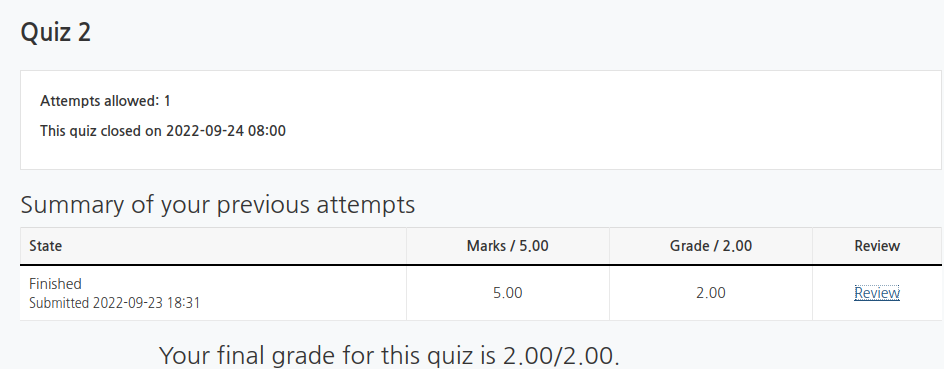 Quiz 2
Attempts allowed: 1
This quiz closed on 2022-09-24 08:00
Summary of your previous attempts
State Marks / 5.00 Grade / 2.00 Review
Finished
Submitted 2022-09-23 18:31
5.00 2.00 Review
Your final grade for this quiz is 2.00/2.00.